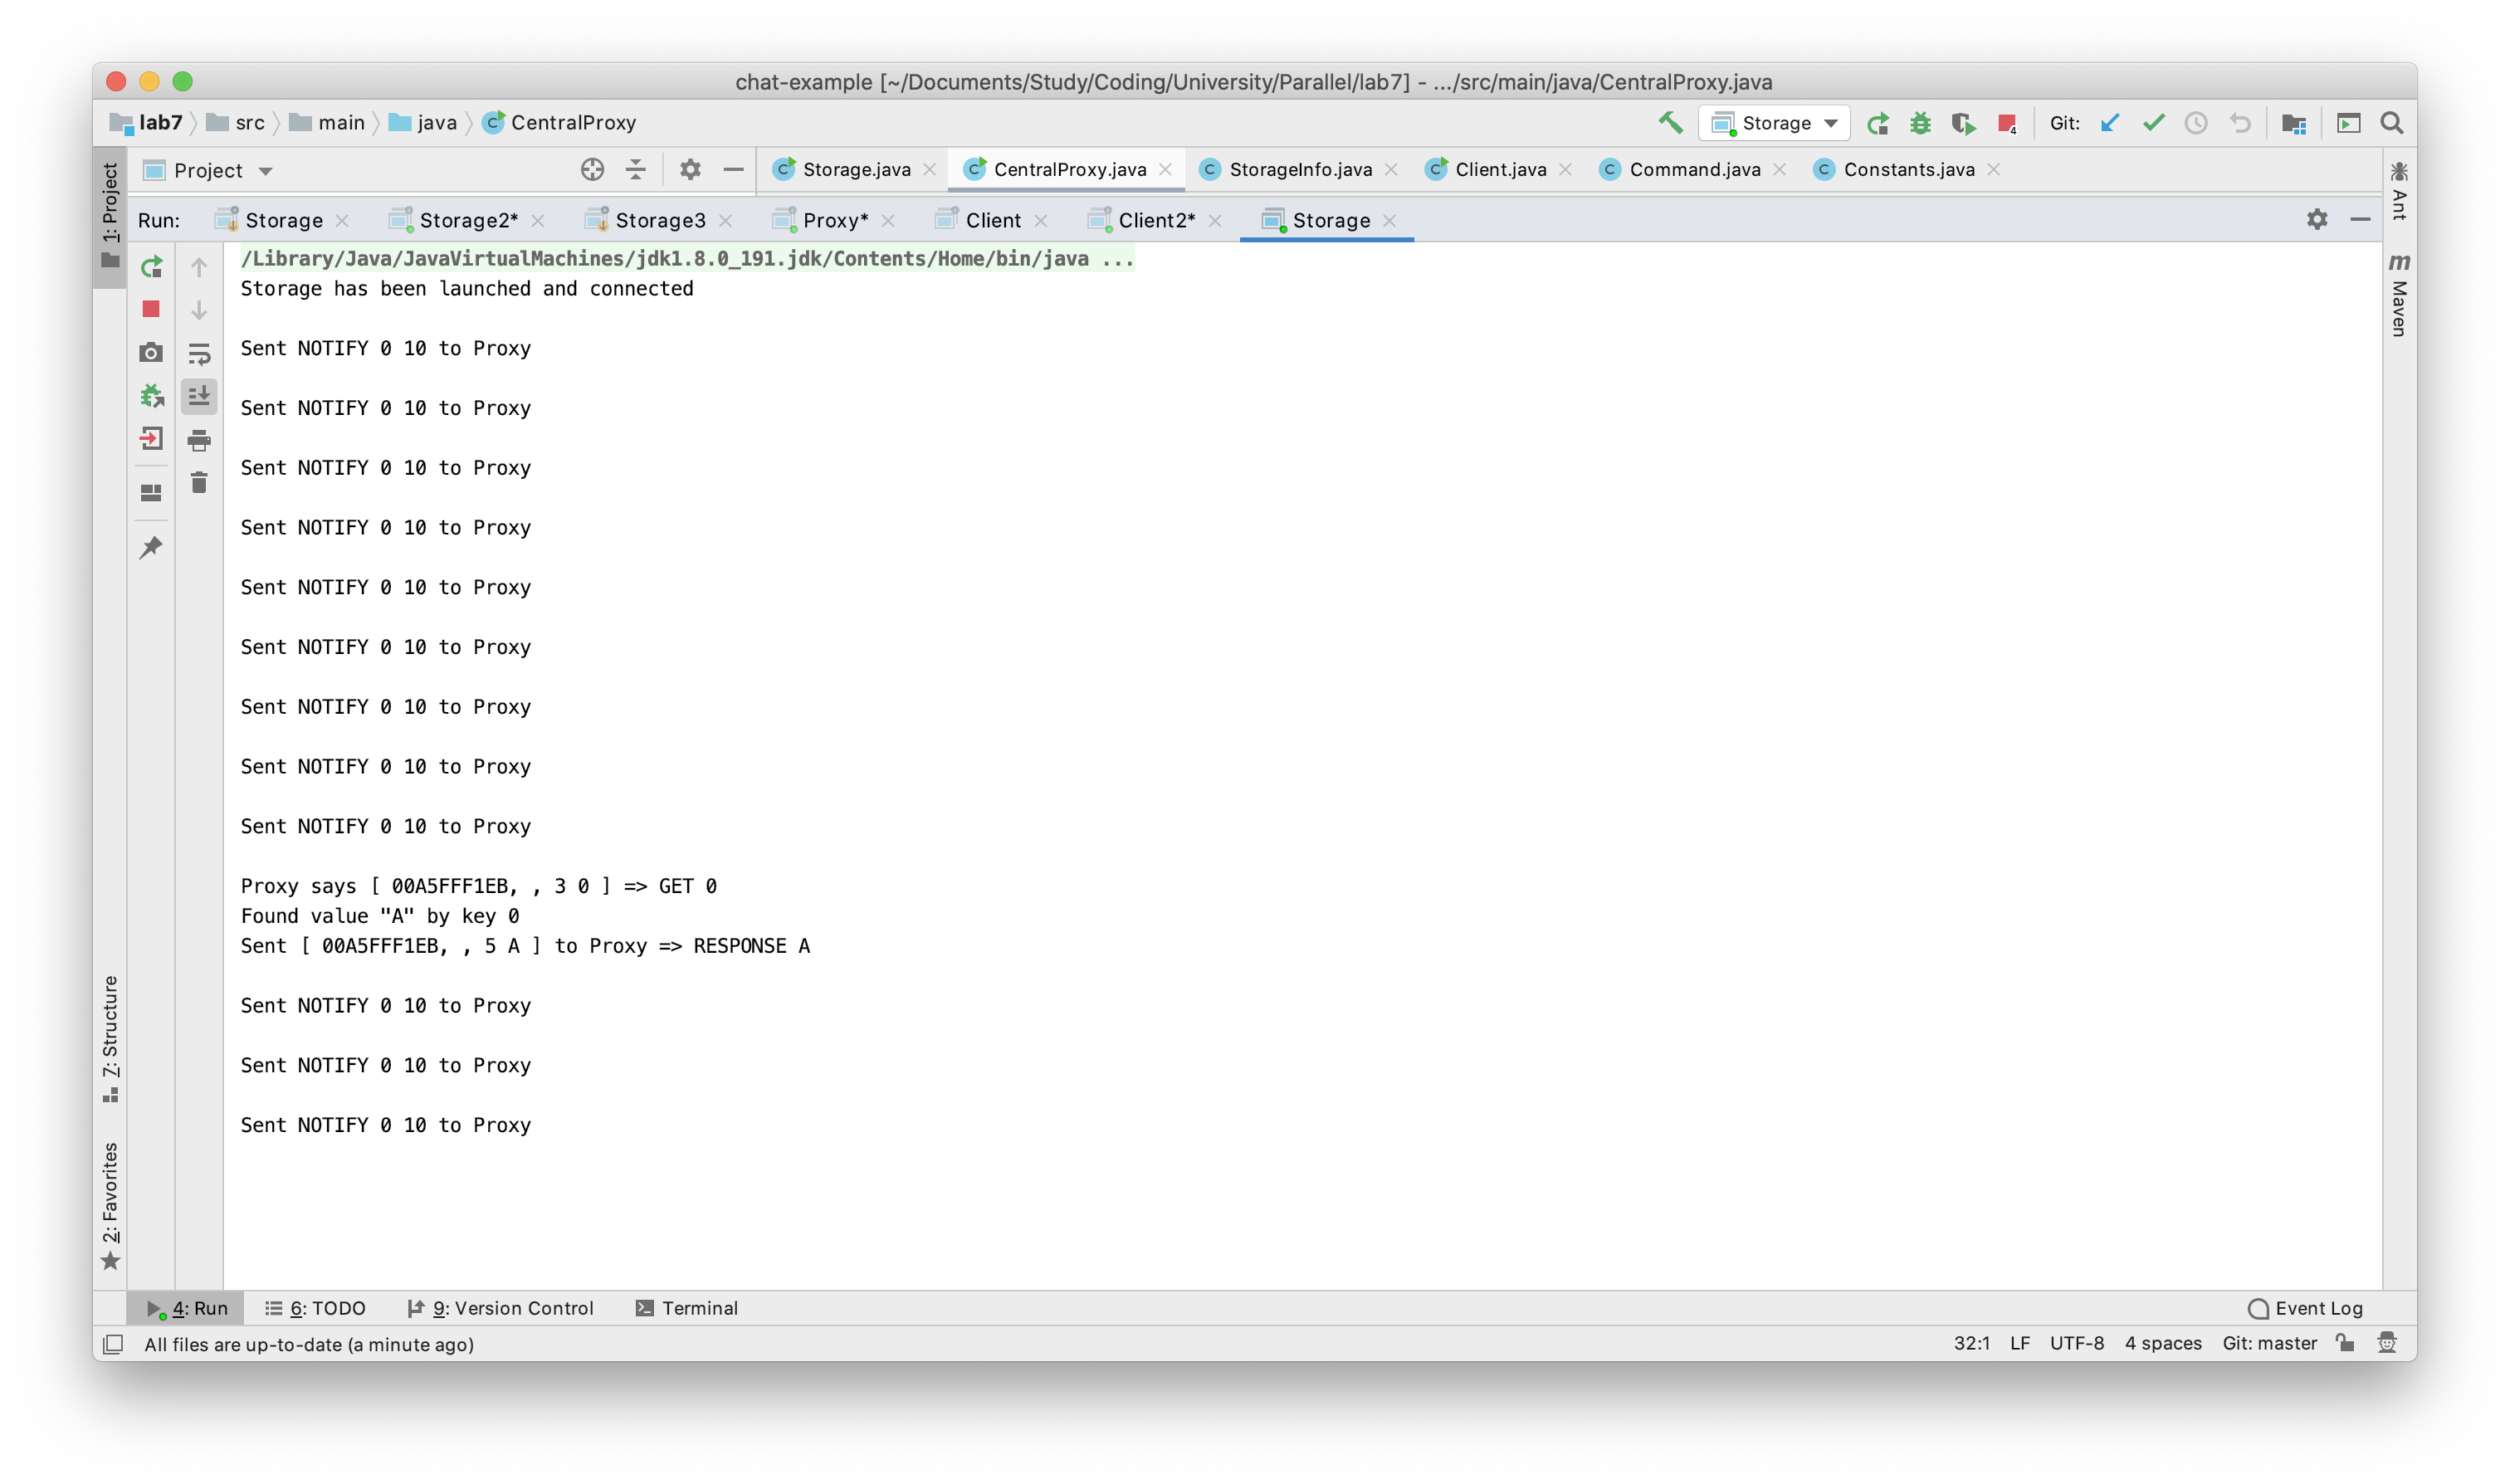 chat-example [~/Documents/Study/Coding/University/Parallel/lab7] - .../src/main/java/CentralProxy.java
lab7 src main java CentralProxy Storage 4 Git:
1: Project Project Storage.java CentralProxy.java StorageInfo.java Client.java Command.java Constants.java Ant
Run: Storage Storage2* Storage3 Proxy* Client Client2* Storage
m Maven
/Library/Java/JavaVirtualMachines/jdk1.8.0_191.jdk/Contents/Home/bin/java ...
Storage has been launched and connected
Sent NOTIFY 0 10 to Proxy
Sent NOTIFY 0 10 to Proxy
Sent NOTIFY 0 10 to Proxy
Sent NOTIFY 0 10 to Proxy
Sent NOTIFY 0 10 to Proxy
Sent NOTIFY 0 10 to Proxy
Sent NOTIFY 0 10 to Proxy
Sent NOTIFY 0 10 to Proxy
Sent NOTIFY 0 10 to Proxy
Proxy says [ 00A5FFF1EB, , 3 0 ] => GET 0
Found value "A" by key 0
Sent [ 00A5FFF1EB, , 5 A ] to Proxy => RESPONSE A
Sent NOTIFY 0 10 to Proxy
Sent NOTIFY 0 10 to Proxy
Sent NOTIFY 0 10 to Proxy
7: Structure
2: Favorites
4: Run 6: TODO 9: Version Control Terminal Event Log
All files are up-to-date (a minute ago) 32:1 LF UTF-8 4 spaces Git: master